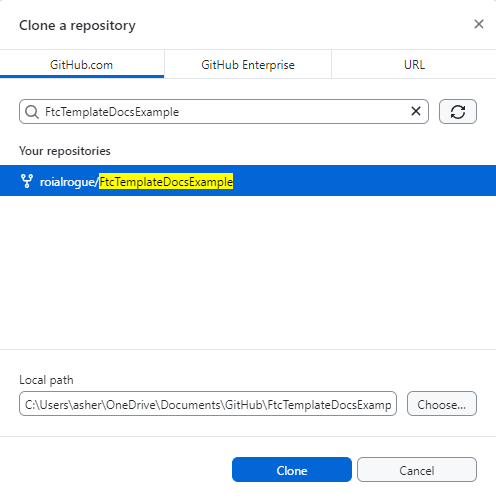 Clone a repository
GitHub.com
GitHub Enterprise
URL
FtcTemplateDocsExample
Your repositories
roialrogue/FtcTemplateDocsExample
Local path
C:\Users\asher\OneDrive\Documents\GitHub\FtcTemplateDocsExamp
Choose...
Clone
Cancel